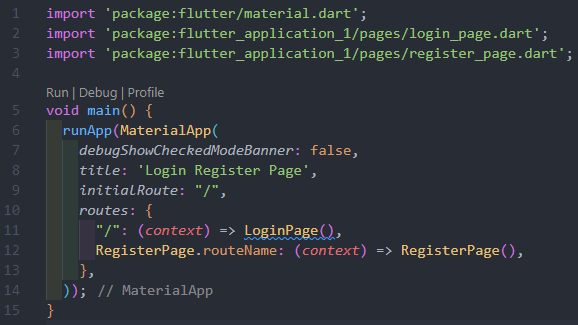 1 import 'package:flutter/material.dart';
2 import 'package:flutter_application_1/pages/login_page.dart';
3 import 'package:flutter_application_1/pages/register_page.dart';
4
Run | Debug | Profile
5 void main() {
6   runApp(MaterialApp(
7     debugShowCheckedModeBanner: false,
8     title: 'Login Register Page',
9     initialRoute: "/",
10     routes: {
11       "/": (context) => LoginPage(),
12       RegisterPage.routeName: (context) => RegisterPage(),
13     },
14   )); // MaterialApp
15 }